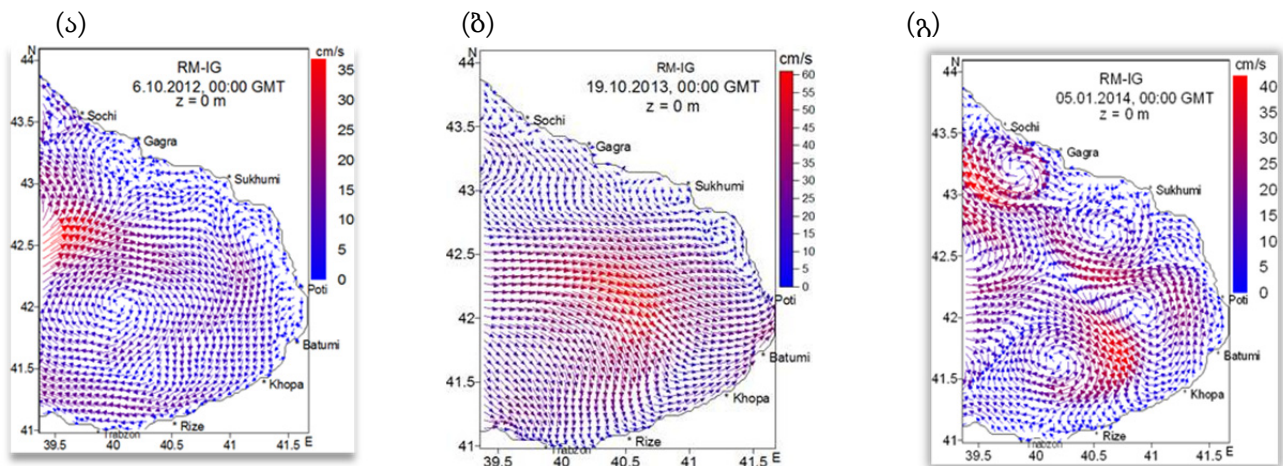 (ა)
N
44
43.5
43
42.5
42
41.5
41
39.5 40 40.5 41 41.5 E
RM-IG
6.10.2012, 00:00 GMT
z = 0 m
Sochi
Gagra
Sukhumi
Poti
Batumi
Khopa
Rize
Trabzon
cm/s
35
30
25
20
15
10
5
0
(ბ)
N
44
43.5
43
42.5
42
41.5
41
39.5 40 40.5 41 41.5 E
RM-IG
19.10.2013, 00:00 GMT
z = 0 m
Sochi
Gagra
Sukhumi
Poti
Batumi
Khopa
Rize
Trabzon
cm/s
60
55
50
45
40
35
30
25
20
15
10
5
0
(გ)
N
44
43.5
43
42.5
42
41.5
41
39.5 40 40.5 41 41.5 E
RM-IG
05.01.2014, 00:00 GMT
z = 0 m
Sochi
Gagra
Sukhumi
Poti
Batumi
Khopa
Rize
Trabzon
cm/s
40
35
30
25
20
15
10
5
0